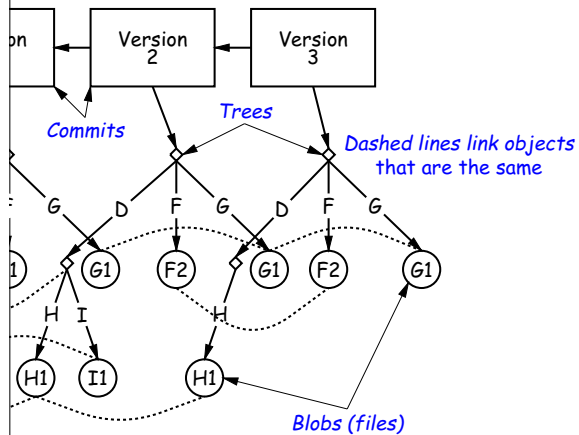 on
Version
2
Version
3
Commits
Trees
Dashed lines link objects
that are the same
G
D
F
G
D
F
G
1
G1
F2
G1
F2
G1
H
I
H
H1
I1
H1
Blobs (files)